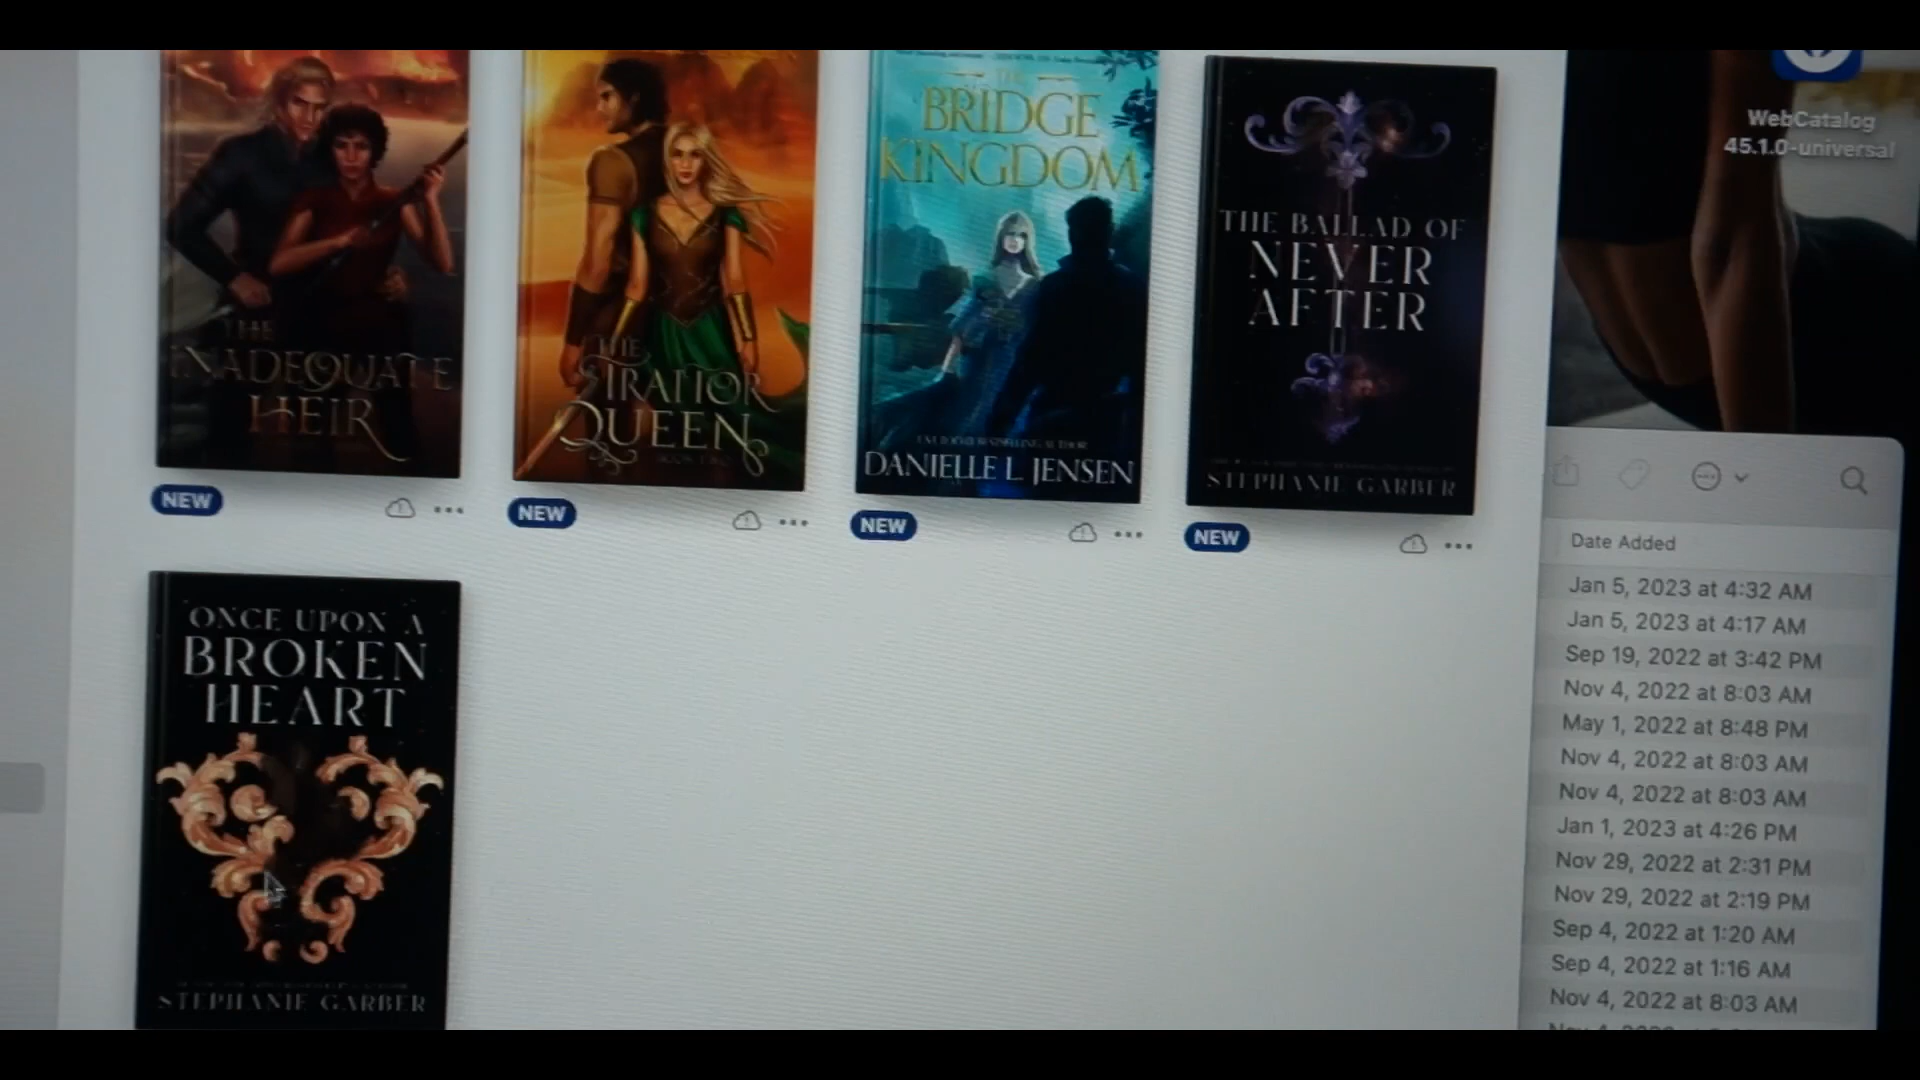 THE
INADEQUATE
HEIR
THE
TRAITOR
QUEEN
THE
BRIDGE
KINGDOM
DANIELLE L. JENSEN
THE BALLAD OF
NEVER
AFTER
STEPHANIE GARBER
NEW
NEW
NEW
NEW
ONCE UPON A
BROKEN
HEART
STEPHANIE GARBER
WebCatalog
45.1.0-universal
Date Added
Jan 5, 2023 at 4:32 AM
Jan 5, 2023 at 4:17 AM
Sep 19, 2022 at 3:42 PM
Nov 4, 2022 at 8:03 AM
May 1, 2022 at 8:48 PM
Nov 4, 2022 at 8:03 AM
Nov 4, 2022 at 8:03 AM
Jan 1, 2023 at 4:26 PM
Nov 29, 2022 at 2:31 PM
Nov 29, 2022 at 2:19 PM
Sep 4, 2022 at 1:20 AM
Sep 4, 2022 at 1:16 AM
Nov 4, 2022 at 8:03 AM